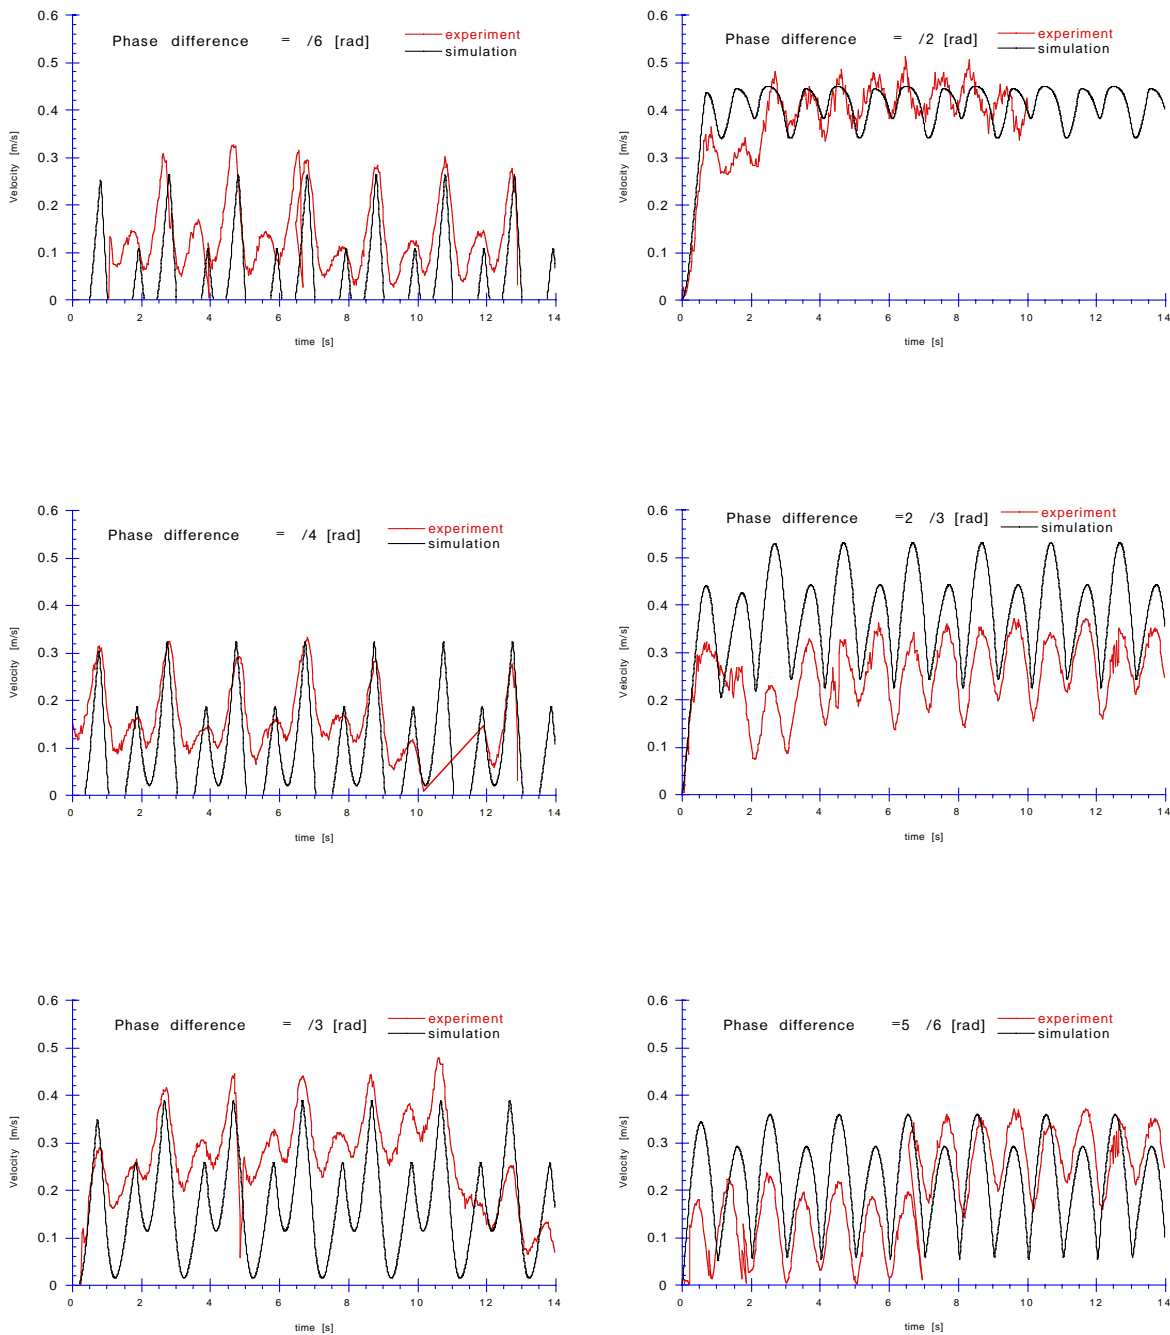 0.6
Phase difference = /6 [rad]
experiment
simulation
0.5
0.4
0.3
0.2
0.1
0
Velocity [m/s]
0 2 4 6 8 10 12 14
time [s]
0.6
Phase difference = /2 [rad]
experiment
simulation
0.5
0.4
0.3
0.2
0.1
0
Velocity [m/s]
0 2 4 6 8 10 12 14
time [s]
0.6
Phase difference = /4 [rad]
experiment
simulation
0.5
0.4
0.3
0.2
0.1
0
Velocity [m/s]
0 2 4 6 8 10 12 14
time [s]
0.6
Phase difference =2 /3 [rad]
experiment
simulation
0.5
0.4
0.3
0.2
0.1
0
Velocity [m/s]
0 2 4 6 8 10 12 14
time [s]
0.6
Phase difference = /3 [rad]
experiment
simulation
0.5
0.4
0.3
0.2
0.1
0
Velocity [m/s]
0 2 4 6 8 10 12 14
time [s]
0.6
Phase difference =5 /6 [rad]
experiment
simulation
0.5
0.4
0.3
0.2
0.1
0
Velocity [m/s]
0 2 4 6 8 10 12 14
time [s]